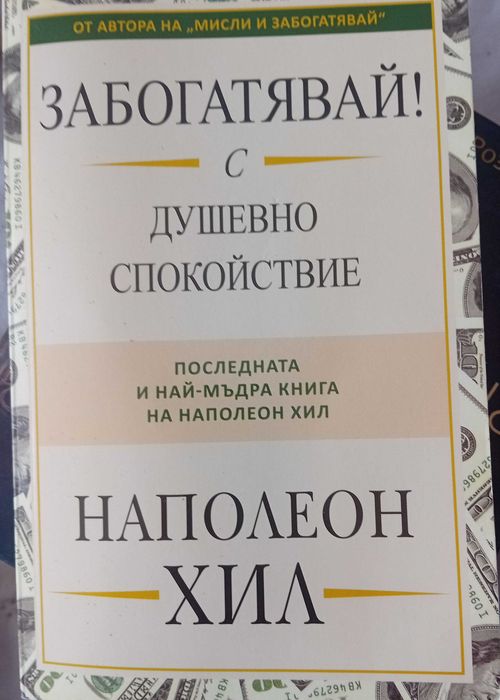 ОТ АВТОРА НА „МИСЛИ И ЗАБОГАТЯВАЙ“
ЗАБОГАТЯВАЙ!
С
ДУШЕВНО
СПОКОЙСТВИЕ
ПОСЛЕДНАТА
И НАЙ-МЪДРА КНИГА
НА НАПОЛЕОН ХИЛ
НАПОЛЕОН
ХИЛ